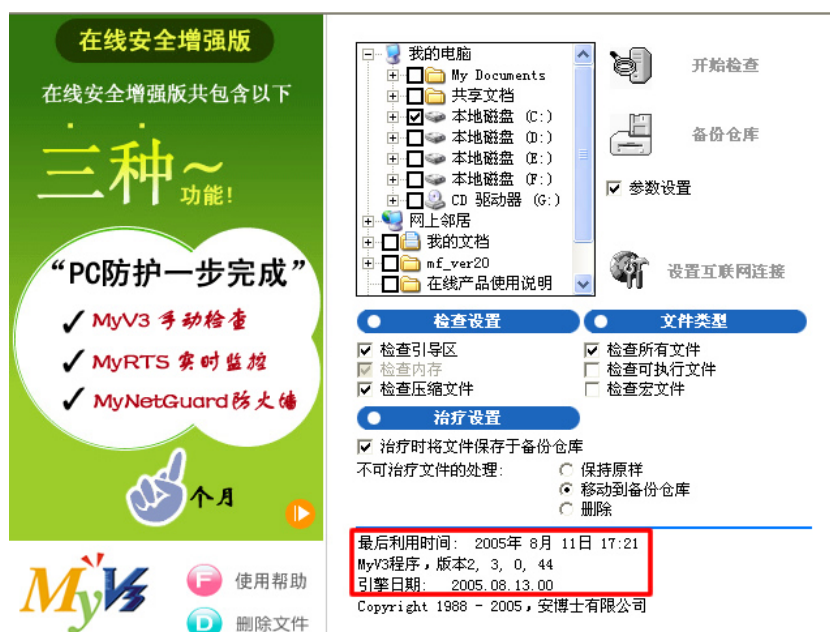 在线安全增强版
在线安全增强版共包含以下
三种~
功能!
“PC防护一步完成”
MyV3 手动检查
MyRTS 实时监控
MyNetGuard防火墙
个月
MyV3
F 使用帮助
D 删除文件
我的电脑
My Documents
共享文档
本地磁盘 (C:)
本地磁盘 (D:)
本地磁盘 (E:)
本地磁盘 (F:)
CD 驱动器 (G:)
网上邻居
我的文档
mf_ver20
在线产品使用说明
开始检查
备份仓库
参数设置
设置互联网连接
检查设置
检查引导区
检查内存
检查压缩文件
文件类型
检查所有文件
检查可执行文件
检查宏文件
治疗设置
治疗时将文件保存于备份仓库
不可治疗文件的处理:
保持原样
移动到备份仓库
删除
最后利用时间: 2005年 8月 11日 17:21
MyV3程序,版本2, 3, 0, 44
引擎日期: 2005.08.13.00
Copyright 1988 - 2005,安博士有限公司